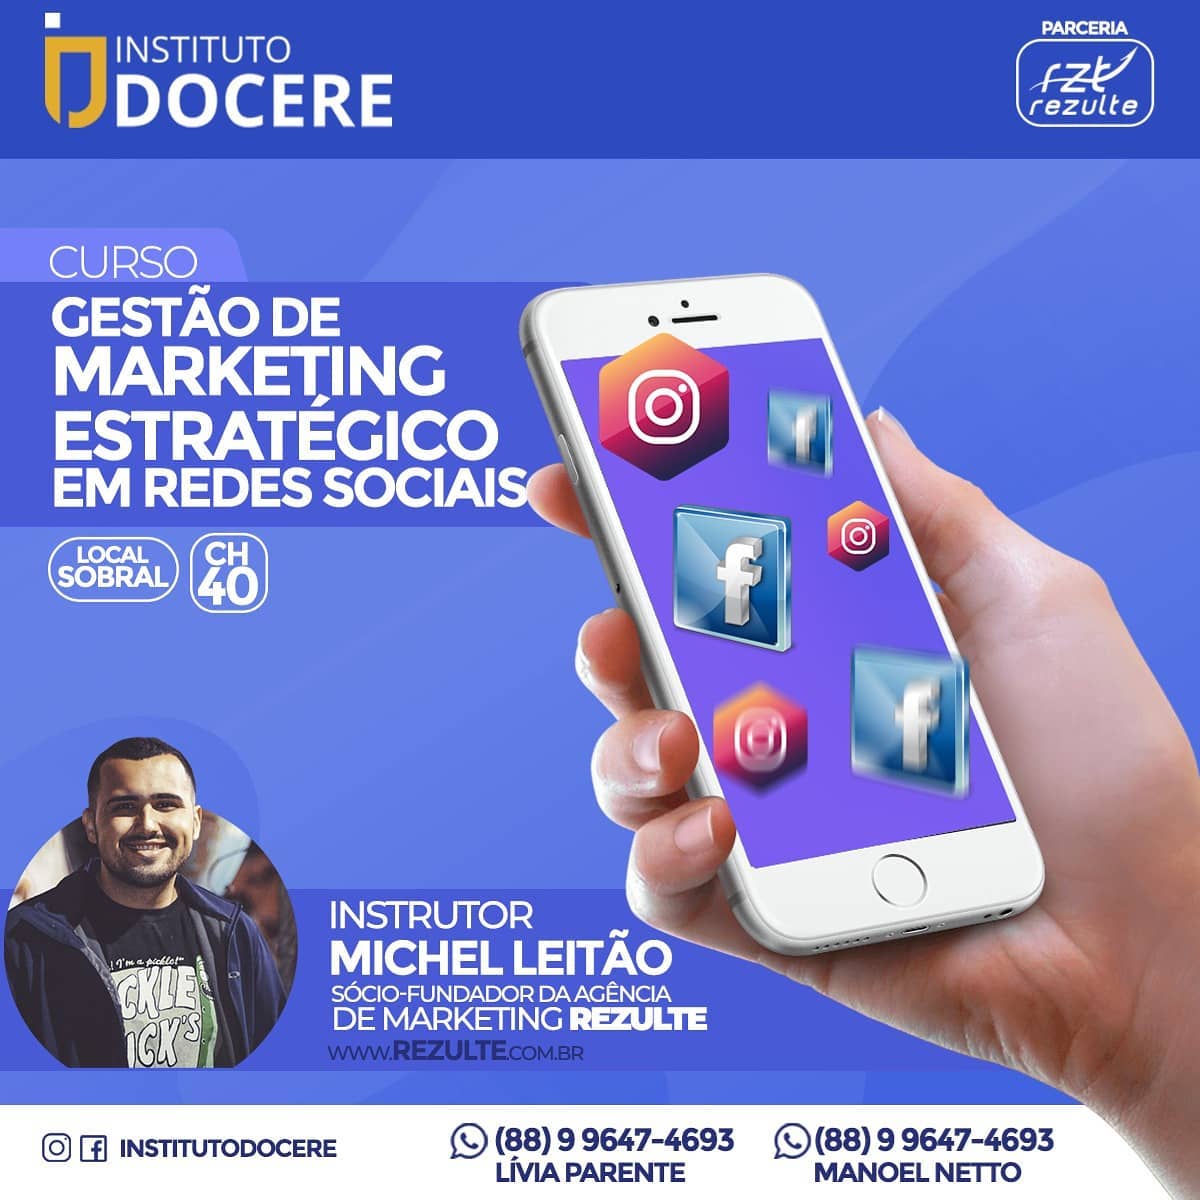 INSTITUTO
DOCERE
PARCERIA
rzt
rezulte
CURSO
GESTÃO DE
MARKETING
ESTRATÉGICO
EM REDES SOCIAIS
LOCAL
SOBRAL
CH
40
I'm a pickle!
INSTRUTOR
MICHEL LEITÃO
SÓCIO-FUNDADOR DA AGÊNCIA
DE MARKETING REZULTE
WWW.REZULTE.COM.BR
INSTITUTODOCERE
(88) 9 9647-4693
LÍVIA PARENTE
(88) 9 9647-4693
MANOEL NETTO